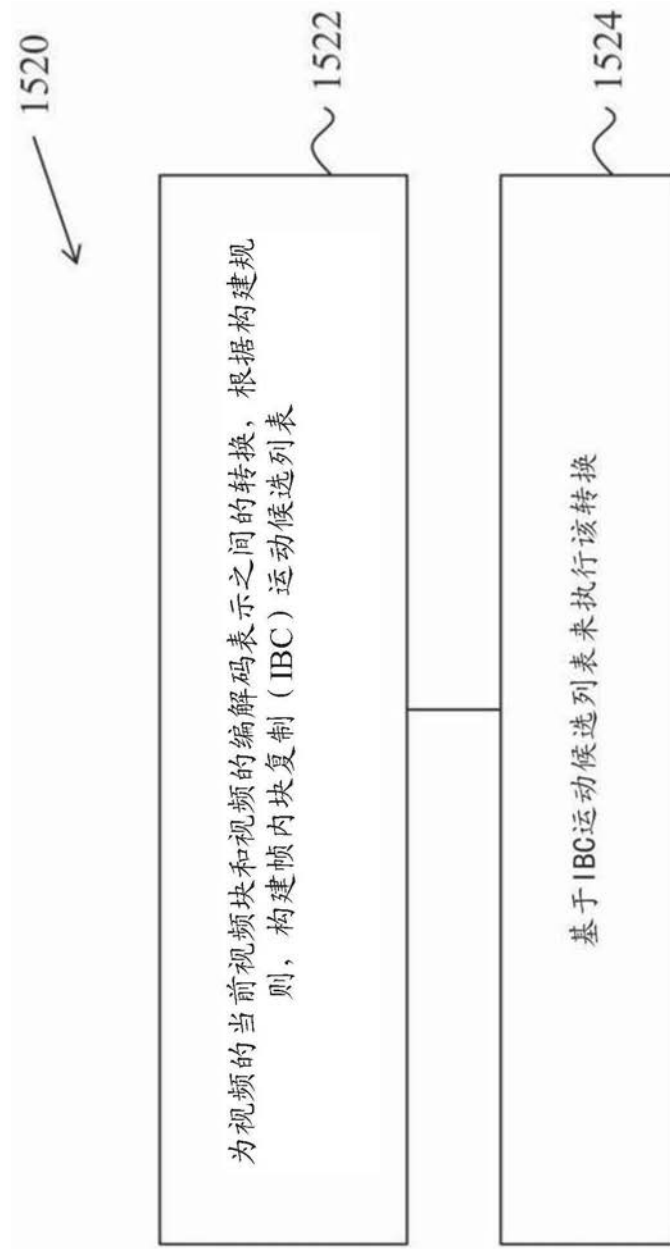 1520
为视频的当前视频块和视频的编解码表示之间的转换，根据构建规
则，构建帧内块复制（IBC）运动候选列表
1522
基于IBC运动候选列表来执行该转换
1524